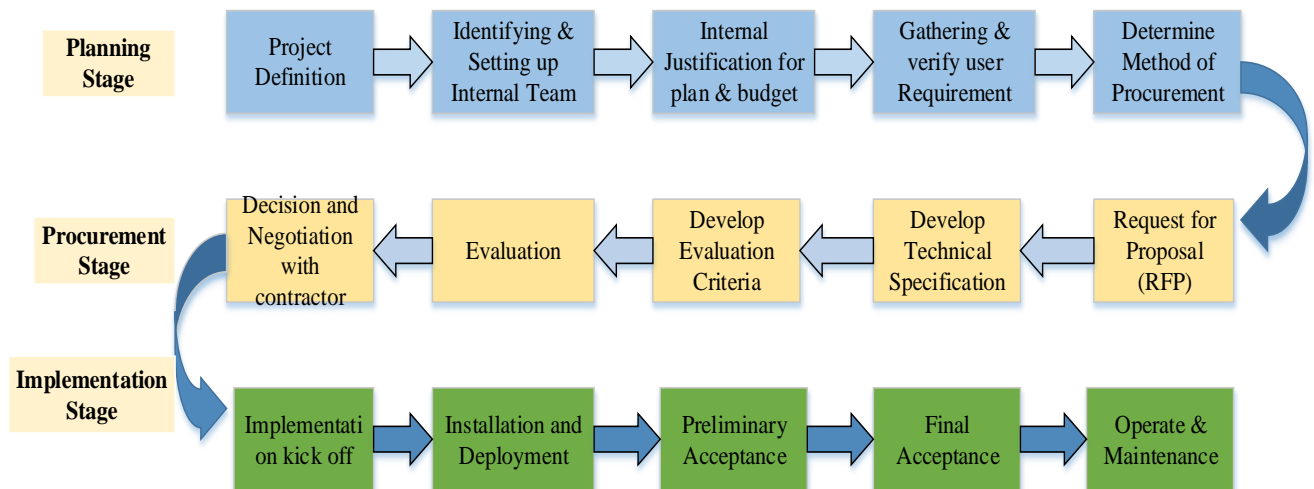 Planning
Stage
Project
Definition
Identifying &
Setting up
Internal Team
Internal
Justification for
plan & budget
Gathering &
verify user
Requirement
Determine
Method of
Procurement
Procurement
Stage
Decision and
Negotiation
with
contractor
Evaluation
Develop
Evaluation
Criteria
Develop
Technical
Specification
Request for
Proposal
(RFP)
Implementation
Stage
Implementati
on kick off
Installation and
Deployment
Preliminary
Acceptance
Final
Acceptance
Operate &
Maintenance